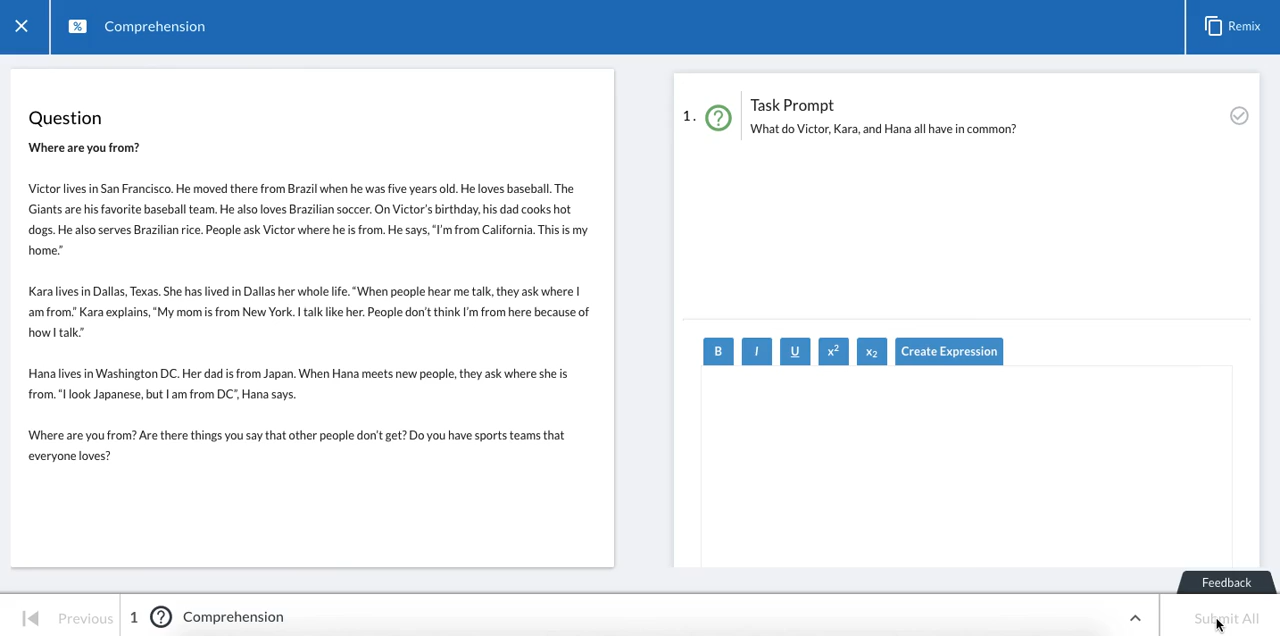 Comprehension
Remix
Question
Where are you from?
Victor lives in San Francisco. He moved there from Brazil when he was five years old. He loves baseball. The
Giants are his favorite baseball team. He also loves Brazilian soccer. On Victor’s birthday, his dad cooks hot
dogs. He also serves Brazilian rice. People ask Victor where he is from. He says, “I’m from California. This is my
home.”
Kara lives in Dallas, Texas. She has lived in Dallas her whole life. “When people hear me talk, they ask where I
am from.” Kara explains, “My mom is from New York. I talk like her. People don’t think I’m from here because of
how I talk.”
Hana lives in Washington DC. Her dad is from Japan. When Hana meets new people, they ask where she is
from. “I look Japanese, but I am from DC”, Hana says.
Where are you from? Are there things you say that other people don’t get? Do you have sports teams that
everyone loves?
1.
Task Prompt
What do Victor, Kara, and Hana all have in common?
B I U x² x₂ Create Expression
Feedback
Previous 1 Comprehension Submit All